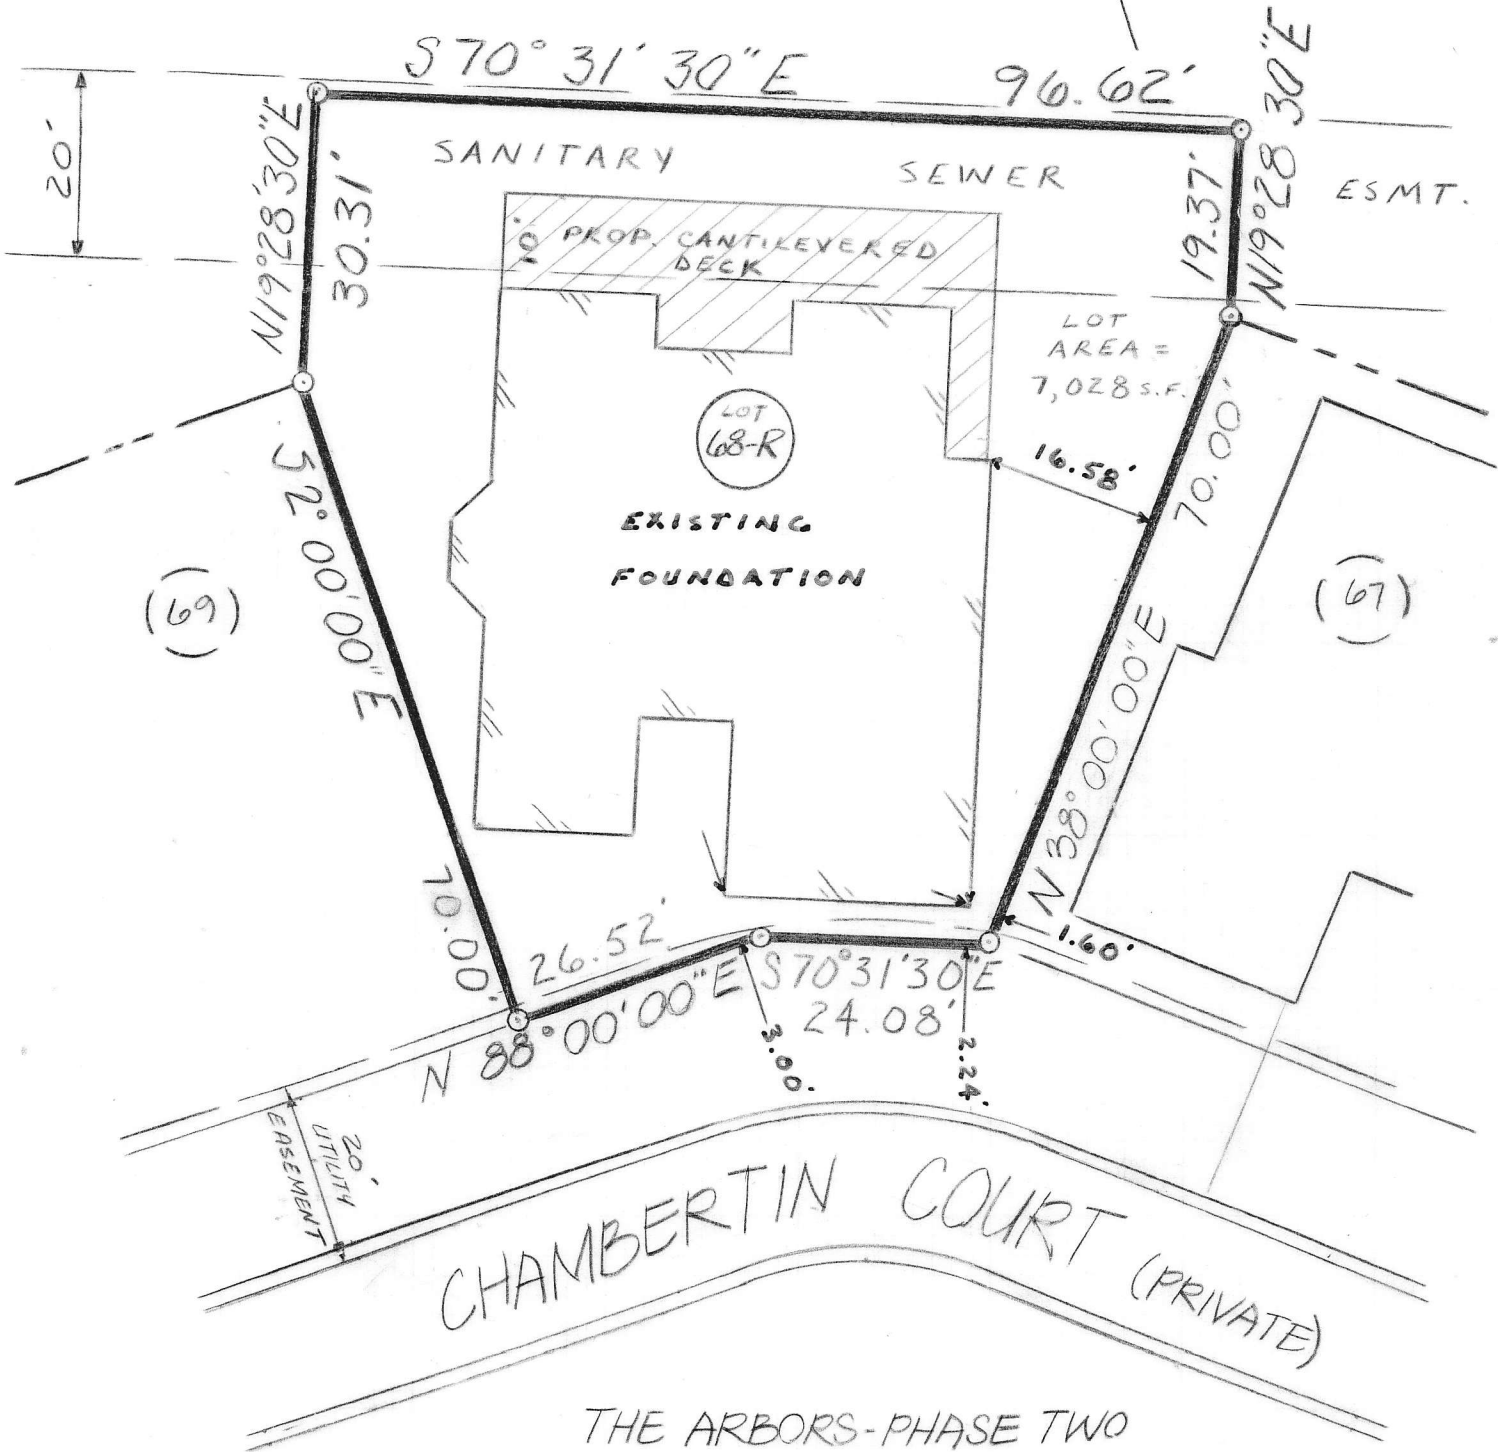 S 70° 31' 30" E 96.62'
N19°28'30"E
30.31'
20'
SANITARY SEWER ESMT.
19.37'
N19°28'30"E
10'
PROP. CANTILEVERED
DECK
LOT
AREA =
7,028 S.F.
LOT
68-R
EXISTING
FOUNDATION
16.58'
70.00'
N 38°00'00"E
S 2°00'00"E
70.00'
(69)
(67)
26.52'
N 88°00'00"E
S70°31'30"E
24.08'
1.60'
3.00'
2.24'
20'
UTILITY
EASEMENT
CHAMBERTIN COURT (PRIVATE)
THE ARBORS-PHASE TWO